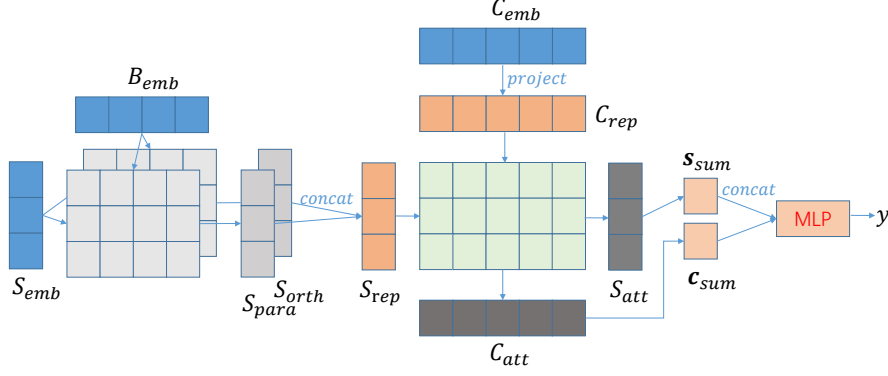 C_emb
project
B_emb
C_rep
s_sum
concat
concat
MLP
y
S_emb
S_para
S_orth
S_rep
S_att
c_sum
C_att